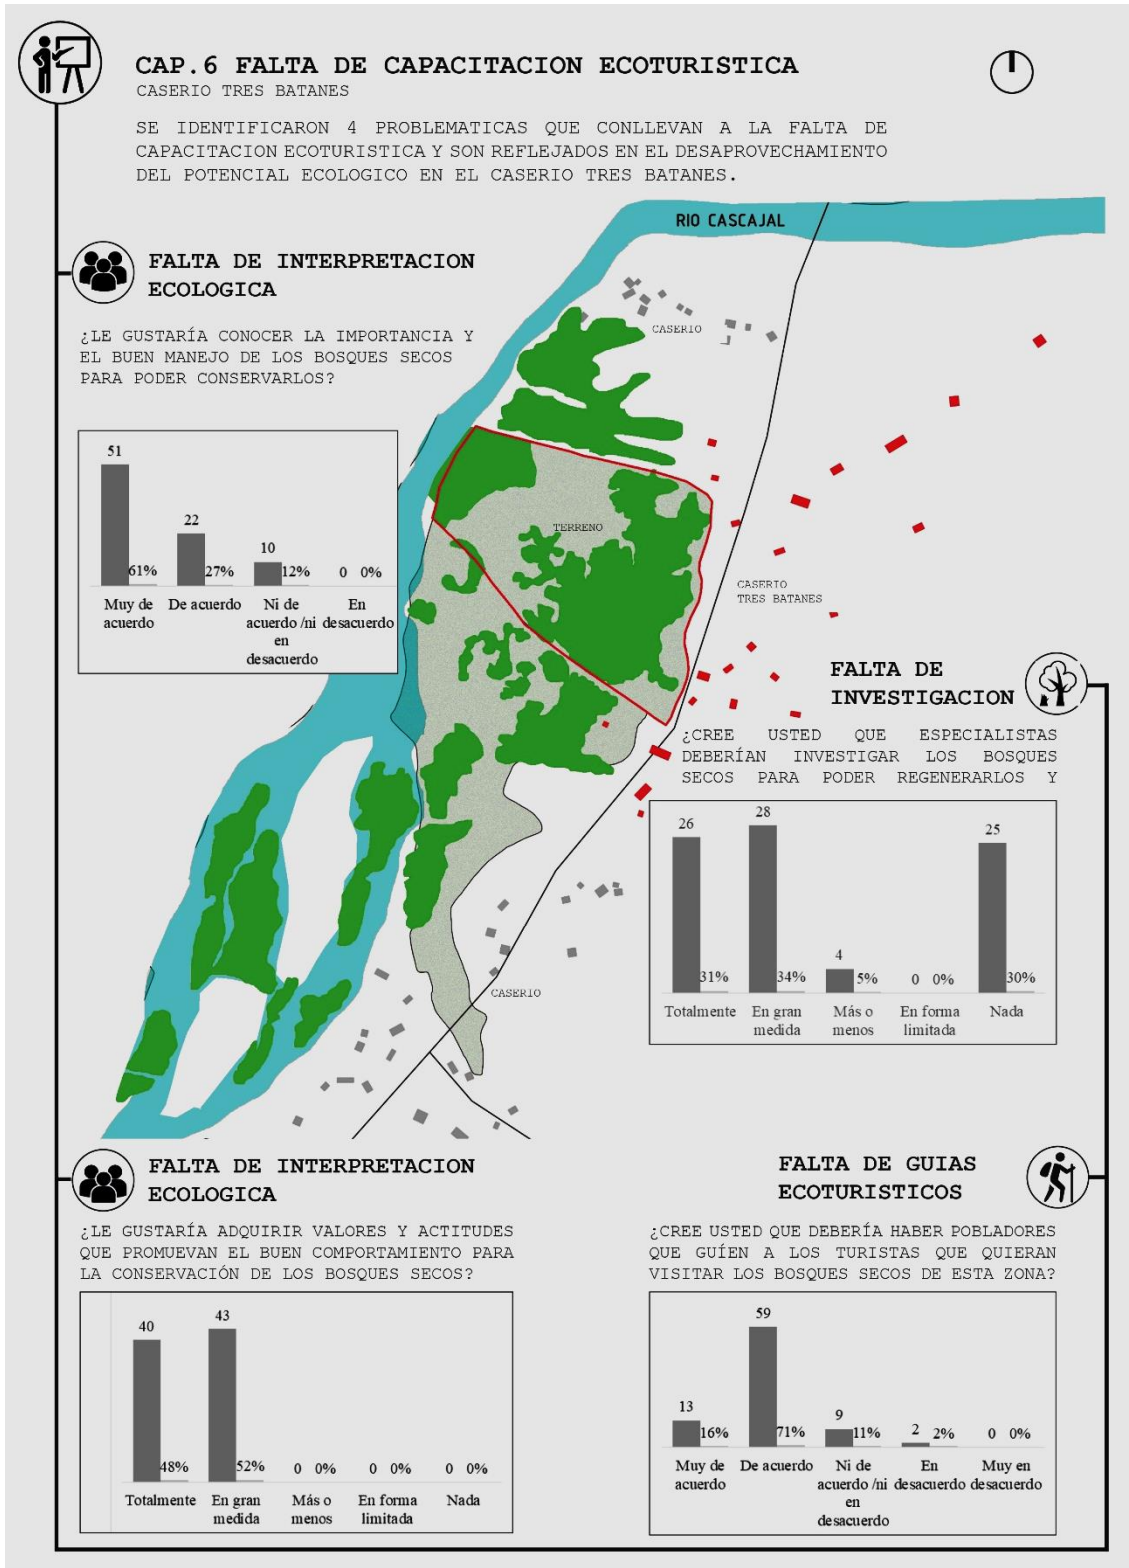 CAP.6 FALTA DE CAPACITACION ECOTURISTICA
CASERIO TRES BATANES
SE IDENTIFICARON 4 PROBLEMATICAS QUE CONLLEVAN A LA FALTA DE
CAPACITACION ECOTURISTICA Y SON REFLEJADOS EN EL DESAPROVECHAMIENTO
DEL POTENCIAL ECOLOGICO EN EL CASERIO TRES BATANES.
RIO CASCAJAL
FALTA DE INTERPRETACION
ECOLOGICA
¿LE GUSTARÍA CONOCER LA IMPORTANCIA Y
EL BUEN MANEJO DE LOS BOSQUES SECOS
PARA PODER CONSERVARLOS?
51
61%
22
27%
10
12%
0 0%
Muy de
acuerdo
De acuerdo
Ni de
acuerdo /ni
en
desacuerdo
En
desacuerdo
CASERIO
TERRENO
CASERIO
TRES BATANES
CASERIO
FALTA DE
INVESTIGACION
¿CREE USTED QUE ESPECIALISTAS
DEBERÍAN INVESTIGAR LOS BOSQUES
SECOS PARA PODER REGENERARLOS Y
26
31%
28
34%
4
5%
0 0%
25
30%
Totalmente
En gran
medida
Más o
menos
En forma
limitada
Nada
FALTA DE INTERPRETACION
ECOLOGICA
¿LE GUSTARÍA ADQUIRIR VALORES Y ACTITUDES
QUE PROMUEVAN EL BUEN COMPORTAMIENTO PARA
LA CONSERVACIÓN DE LOS BOSQUES SECOS?
40
48%
43
52%
0 0%
0 0%
0 0%
Totalmente
En gran
medida
Más o
menos
En forma
limitada
Nada
FALTA DE GUIAS
ECOTURISTICOS
¿CREE USTED QUE DEBERÍA HABER POBLADORES
QUE GUÍEN A LOS TURISTAS QUE QUIERAN
VISITAR LOS BOSQUES SECOS DE ESTA ZONA?
13
16%
59
71%
9
11%
2 2%
0 0%
Muy de
acuerdo
De acuerdo
Ni de
acuerdo /ni
en
desacuerdo
En
desacuerdo
Muy en
desacuerdo